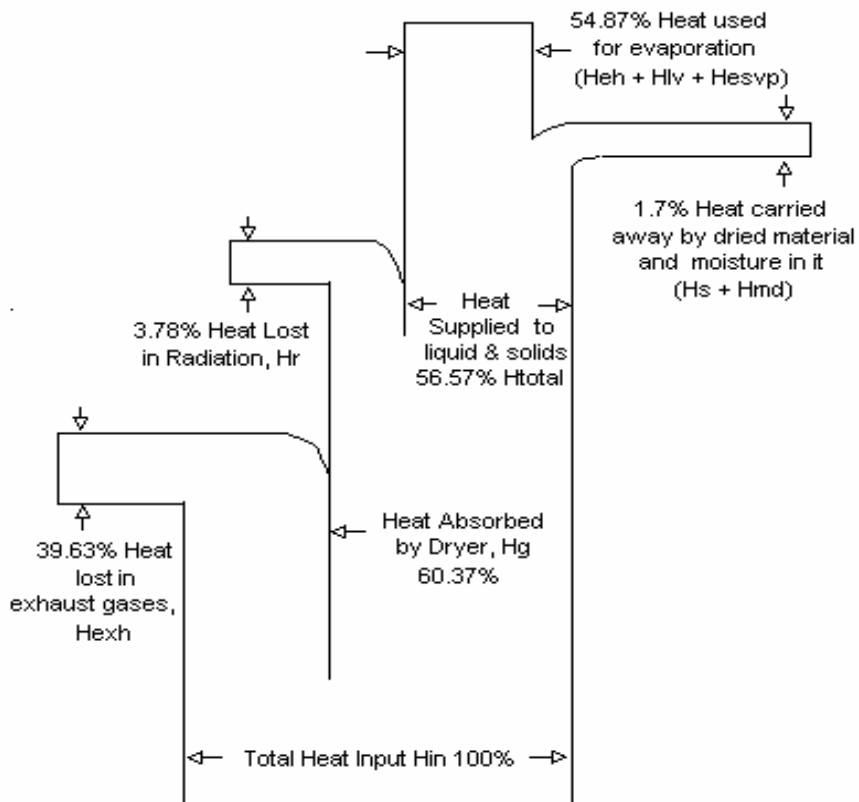 54.87% Heat used
for evaporation
(Heh + Hlv + Hesvp)
1.7% Heat carried
avway by dried material
and moisture in it
(Hs + Hmd)
3.78% Heat Lost
in Radiation, Hr
Heat
Supplied to
liquid & solids
56.57% Htotal
39.63% Heat
lost in
exhaust gases,
Hexh
Heat Absorbed
by Dryer, Hg
60.37%
Total Heat Input Hin 100%